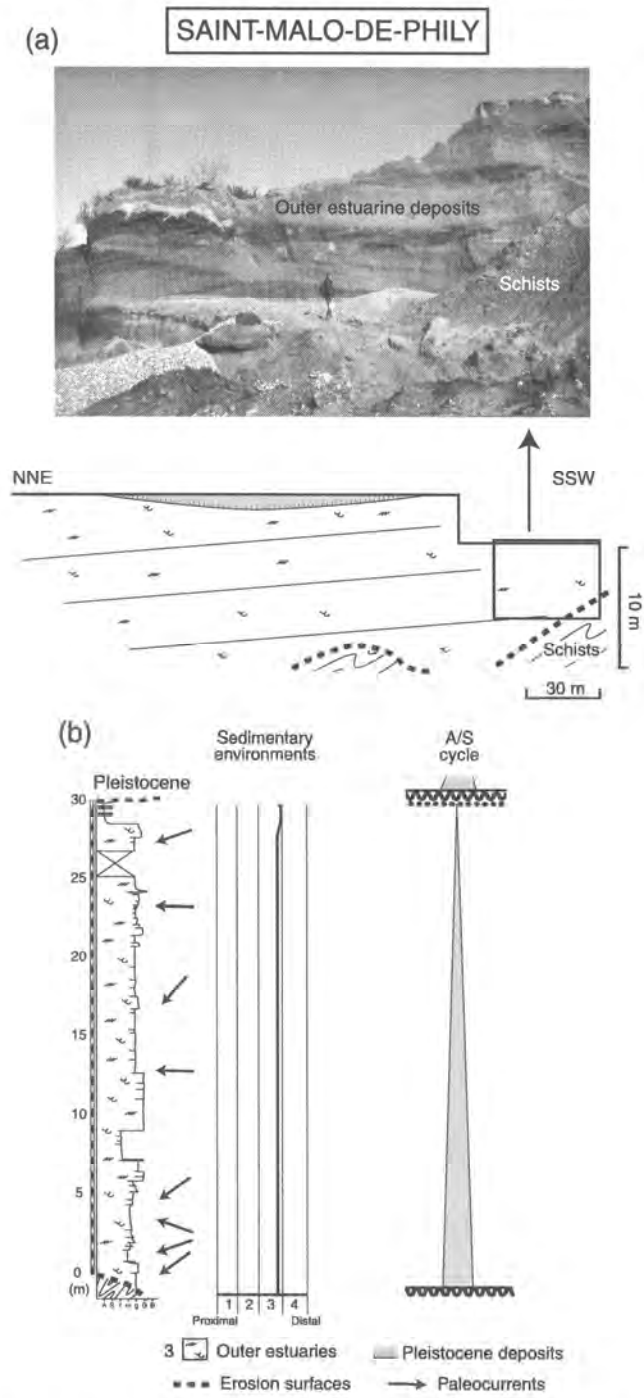 SAINT-MALO-DE-PHILY
(a)
Outer estuarine deposits
Schists
NNE
SSW
10 m
Schists
30 m
(b)
Sedimentary
environments
A/S
cycle
Pleistocene
30
25
20
15
10
5
0
(m)
1 2 3 4
Proximal Distal
3 Outer estuaries
Pleistocene deposits
Erosion surfaces
Paleocurrents